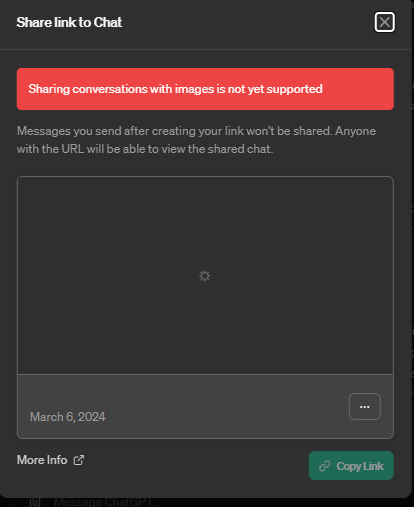 Share link to Chat
Sharing conversations with images is not yet supported
Messages you send after creating your link won't be shared. Anyone
with the URL will be able to view the shared chat.
March 6, 2024
...
More Info
Copy Link
Message ChatGPT...